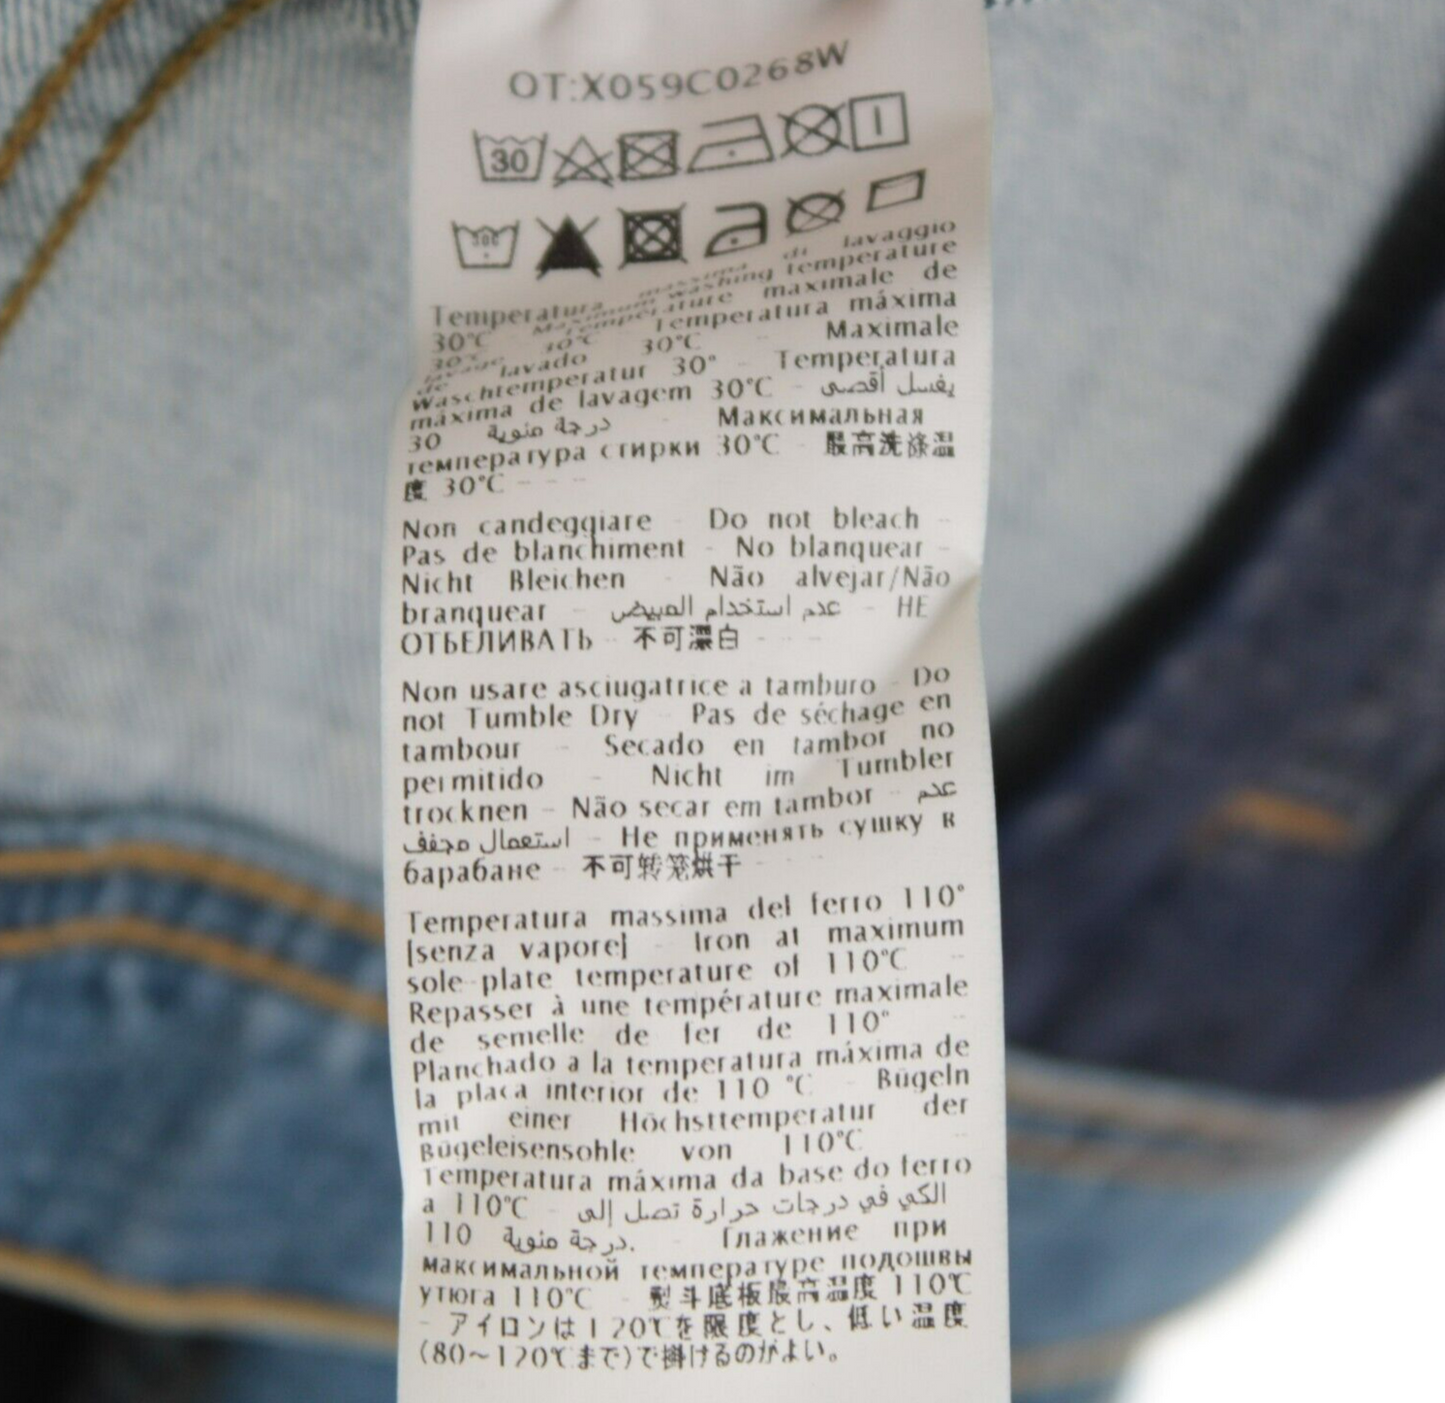 OT:X059C0268W
30
30C
Temperatura massima di lavaggio
30°C - Maximum washing temperature
30°C - Température maximale de
lavage 30°C - Temperatura máxima
de lavado 30°C - Maximale
Waschtemperatur 30° - Temperatura
máxima de lavagem 30°C - يغسل أقصى
30 درجة مئوية - Максимальная
температура стирки 30°C - 最高洗涤温
度 30°C - - -
Non candeggiare - Do not bleach -
Pas de blanchiment - No blanquear -
Nicht Bleichen - Não alvejar/Não
branquear - عدم استخدام المبيض - НЕ
ОТБЕЛИВАТЬ - 不可漂白 - - - -
Non usare asciugatrice a tamburo - Do
not Tumble Dry - Pas de séchage en
tambour - Secado en tambor no
permitido - Nicht im Tumbler
trocknen - Não secar em tambor - عدم
استعمال مجفف - Не применять сушку в
барабане - 不可转笼烘干 - - - -
Temperatura massima del ferro 110°
[senza vapore] - Iron at maximum
sole-plate temperature of 110°C -
Repasser à une température maximale
de semelle de fer de 110° -
Planchado a la temperatura máxima de
la placa interior de 110 °C - Bügeln
mit einer Höchsttemperatur der
Bügeleisensohle von 110°C -
Temperatura máxima da base do ferro
a 110°C - الكي في درجات حرارة تصل إلى
110 درجة مئوية. - Глажение при
максимальной температуре подошвы
утюга 110°C - 熨斗底板最高温度 110℃
- アイロンは120℃を限度とし、低い温度
(80～120℃まで)で掛けるのがよい。